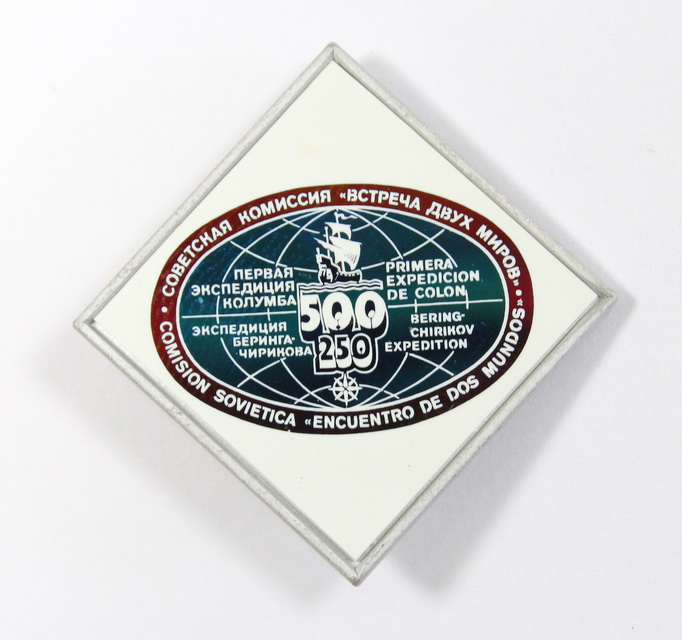 • СОВЕТСКАЯ КОМИССИЯ «ВСТРЕЧА ДВУХ МИРОВ» •
ПЕРВАЯ
ЭКСПЕДИЦИЯ
КОЛУМБА
PRIMERA
EXPEDICION
DE COLON
500
250
ЭКСПЕДИЦИЯ
БЕРИНГА-
ЧИРИКОВА
BERING-
CHIRIKOV
EXPEDITION
COMISION SOVIETICA «ENCUENTRO DE DOS MUNDOS»